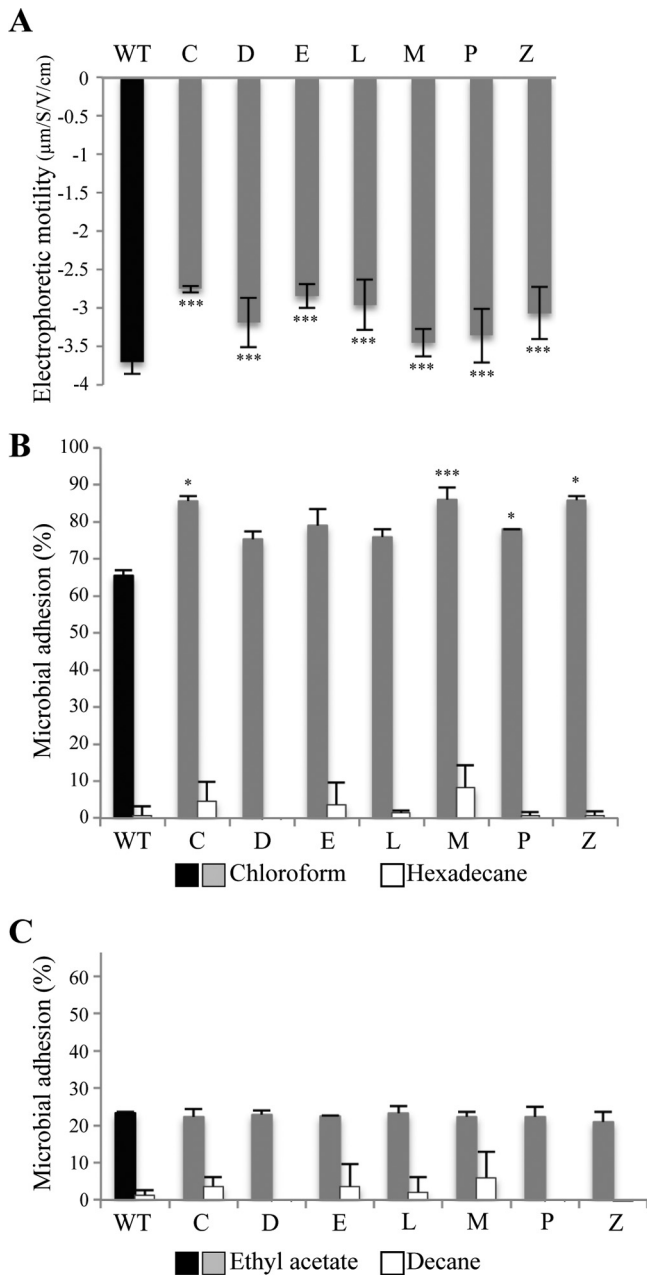 A
WT C D E L M P Z
Electrophoretic motility (µm/S/V/cm)
0
-0.5
-1
-1.5
-2
-2.5
-3
-3.5
-4
*** *** *** *** *** *** ***
B
Microbial adhesion (%)
100
90
80
70
60
50
40
30
20
10
0
* *** * *
WT C D E L M P Z
Chloroform Hexadecane
C
Microbial adhesion (%)
60
50
40
30
20
10
0
WT C D E L M P Z
Ethyl acetate Decane